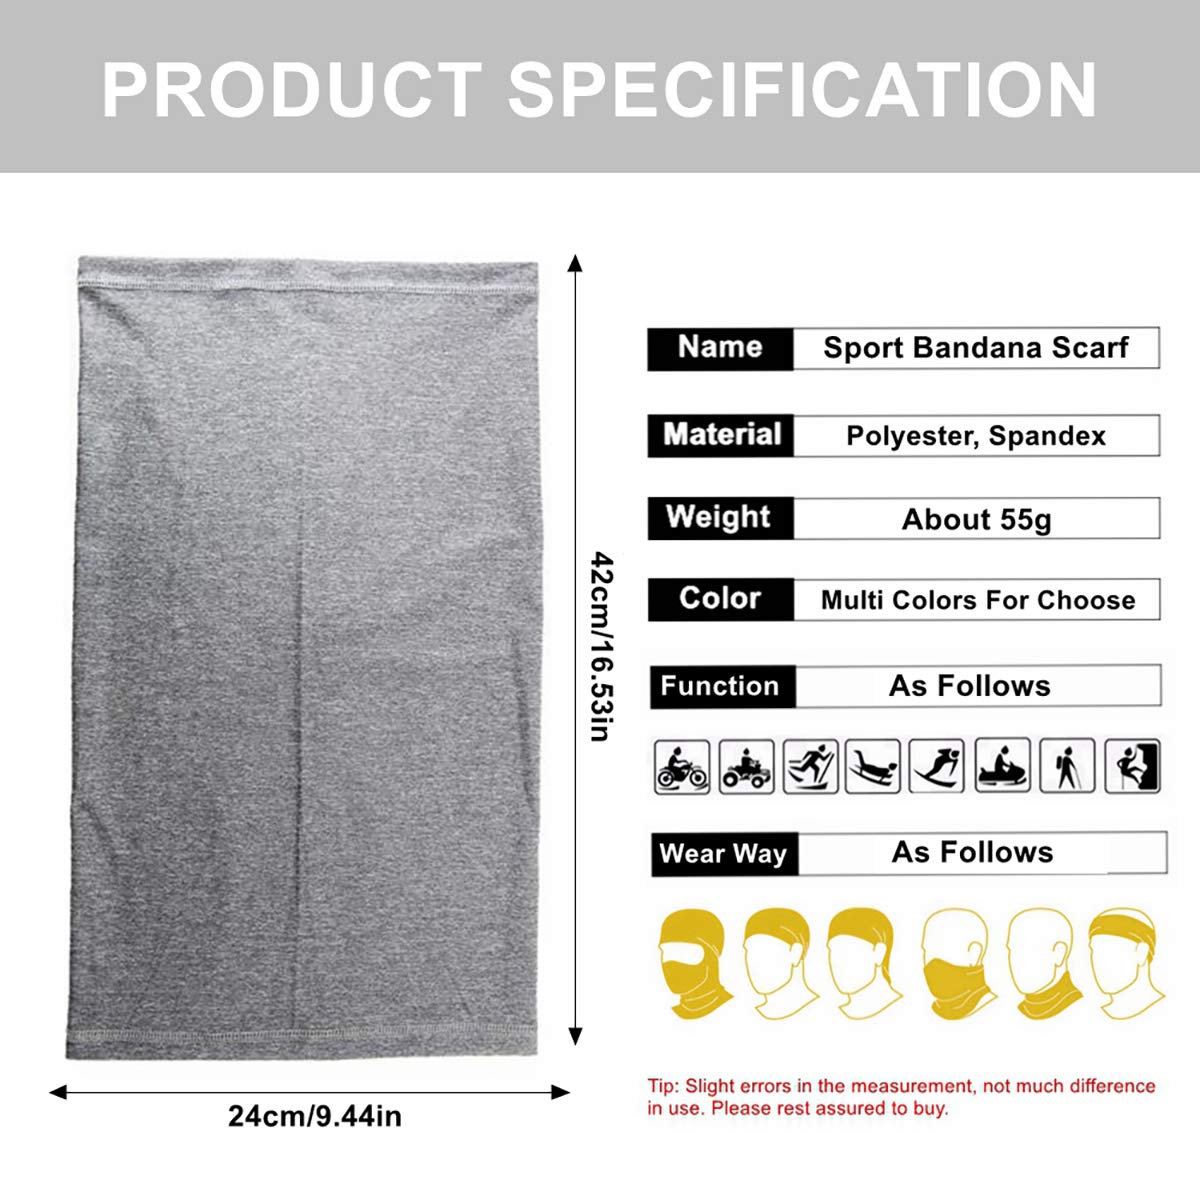 PRODUCT SPECIFICATION
42cm/16.53in
24cm/9.44in
Name Sport Bandana Scarf
Material Polyester, Spandex
Weight About 55g
Color Multi Colors For Choose
Function As Follows
Wear Way As Follows
Tip: Slight errors in the measurement, not much difference
in use. Please rest assured to buy.